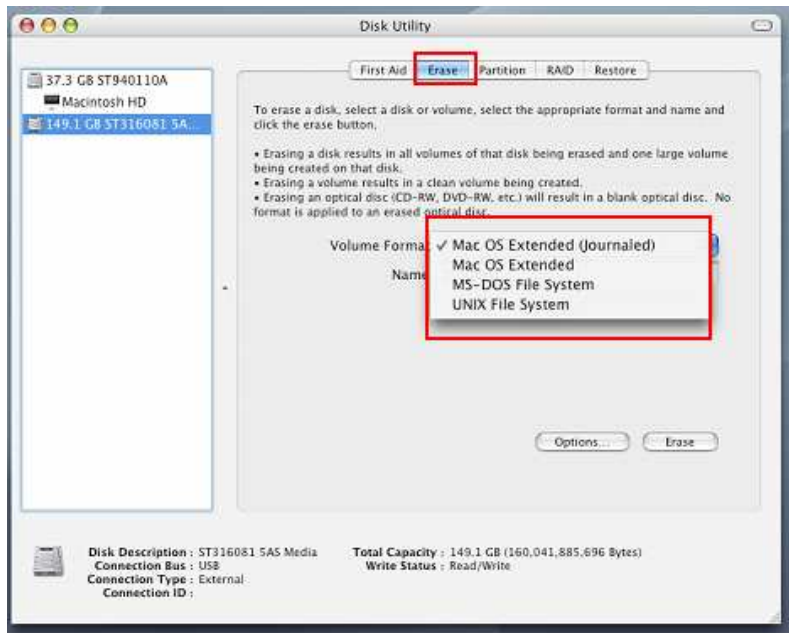 Disk Utility
37.3 GB ST940110A
Macintosh HD
149.1 GB ST316081 5A...
First Aid Erase Partition RAID Restore
To erase a disk, select a disk or volume, select the appropriate format and name and
click the erase button.
• Erasing a disk results in all volumes of that disk being erased and one large volume
being created on that disk.
• Erasing a volume results in a clean volume being created.
• Erasing an optical disc (CD-RW, DVD-RW, etc.) will result in a blank optical disc. No
format is applied to an erased optical disc.
Volume Format ✓ Mac OS Extended (Journaled)
Mac OS Extended
Name
MS-DOS File System
UNIX File System
Options... Erase
Disk Description : ST316081 5AS Media Total Capacity : 149.1 GB (160,041,885,696 Bytes)
Connection Bus : USB Write Status : Read/Write
Connection Type : External
Connection ID :